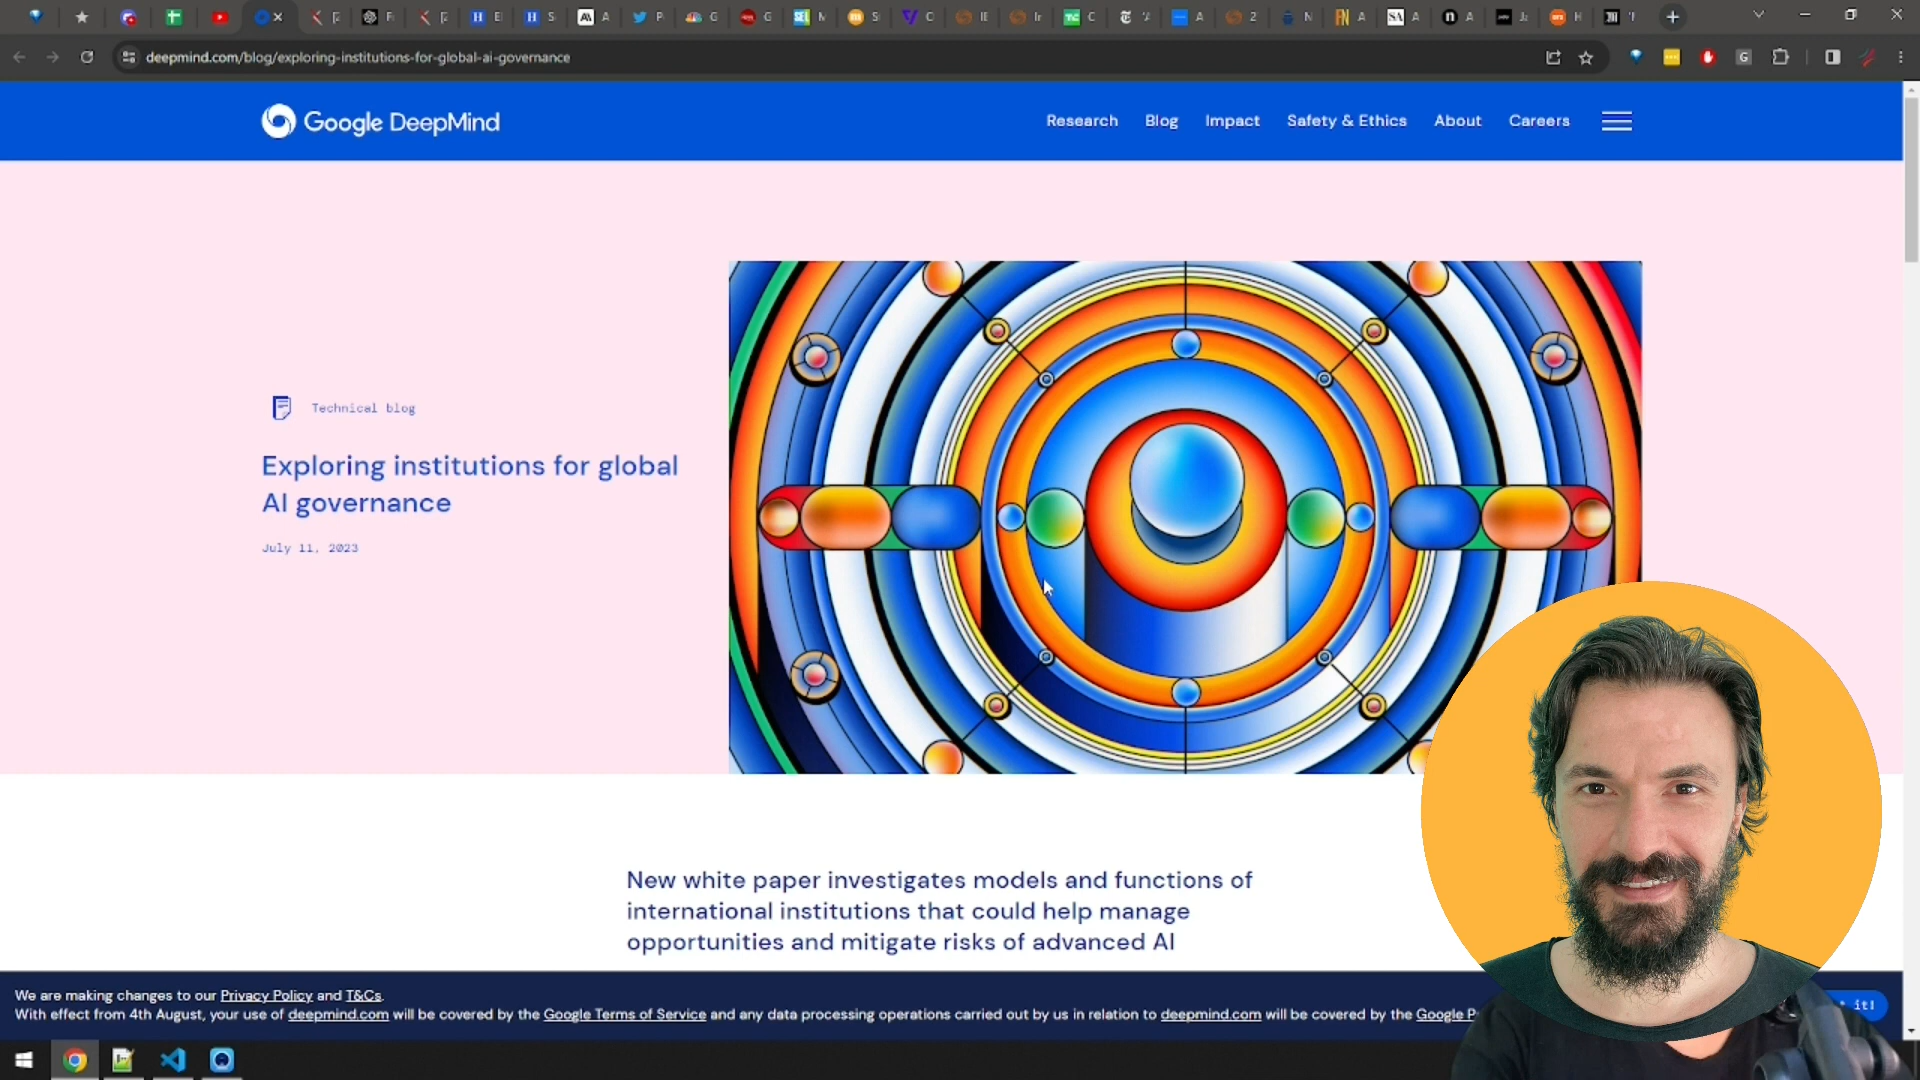 deepmind.com/blog/exploring-institutions-for-global-ai-governance
Google DeepMind
Research Blog Impact Safety & Ethics About Careers
Technical blog
Exploring institutions for global
AI governance
July 11, 2023
New white paper investigates models and functions of
international institutions that could help manage
opportunities and mitigate risks of advanced AI
We are making changes to our Privacy Policy and T&Cs.
With effect from 4th August, your use of deepmind.com will be covered by the Google Terms of Service and any data processing operations carried out by us in relation to deepmind.com will be covered by the Google
it!